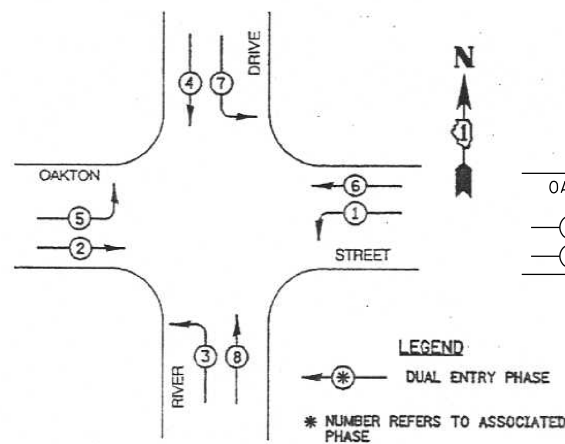 DRIVE
4 7
N
1
OAKTON
6
5
1
2
STREET
RIVER
3 8
LEGEND
* DUAL ENTRY PHASE
* NUMBER REFERS TO ASSOCIATED
PHASE
OA